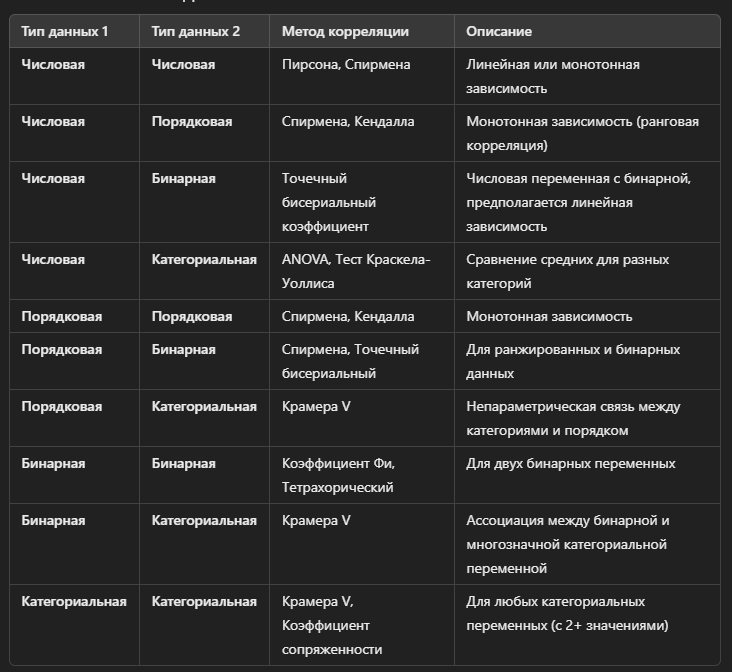 Тип данных 1 Тип данных 2 Метод корреляции Описание
Числовая Числовая Пирсона, Спирмена Линейная или монотонная
зависимость
Числовая Порядковая Спирмена, Кендалла Монотонная зависимость (ранговая
корреляция)
Числовая Бинарная Точечный Числовая переменная с бинарной,
бисериальный предполагается линейная
коэффициент зависимость
Числовая Категориальная ANOVA, Тест Краскела- Сравнение средних для разных
Уоллиса категорий
Порядковая Порядковая Спирмена, Кендалла Монотонная зависимость
Порядковая Бинарная Спирмена, Точечный Для ранжированных и бинарных
бисериальный данных
Порядковая Категориальная Крамера V Непараметрическая связь между
категориями и порядком
Бинарная Бинарная Коэффициент Фи, Для двух бинарных переменных
Тетрахорический
Бинарная Категориальная Крамера V Ассоциация между бинарной и
многозначной категориальной
переменной
Категориальная Категориальная Крамера V, Для любых категориальных
Коэффициент переменных (с 2+ значениями)
сопряженности